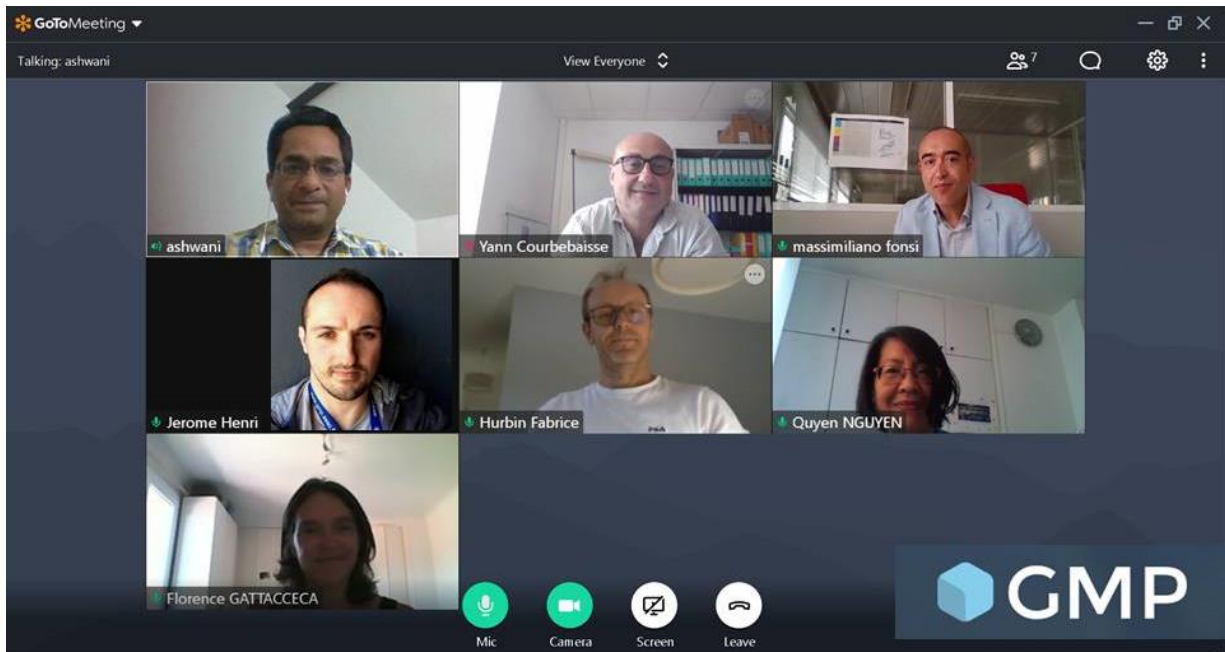 GoToMeeting
Talking: ashwani
View Everyone
7
ashwani
Yann Courbebaisse
massimiliano fonsi
Jerome Henri
Hurbin Fabrice
Quyen NGUYEN
Florence GATTACCECA
Mic
Camera
Screen
Leave
GMP